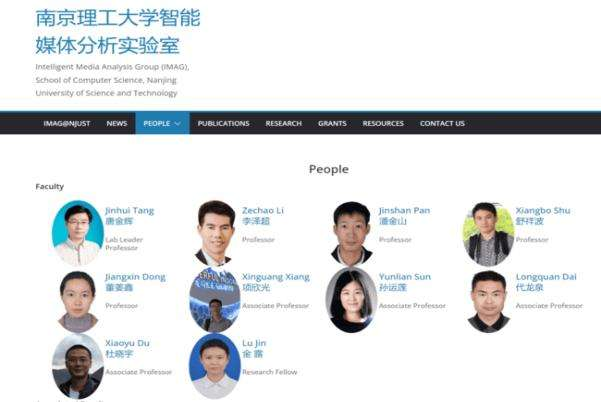 南京理工大学智能
媒体分析实验室
Intelligent Media Analysis Group (IMAG),
School of Computer Science, Nanjing
University of Science and Technology
IMAG@NJUST NEWS PEOPLE PUBLICATIONS RESEARCH GRANTS RESOURCES CONTACT US
People
Faculty
Jinhui Tang
唐金辉
Lab Leader
Professor
Zechao Li
李泽超
Professor
Jinshan Pan
潘金山
Professor
Xiangbo Shu
舒祥波
Professor
Jiangxin Dong
董姜鑫
Professor
Xinguang Xiang
项欣光
Associate Professor
Yunlian Sun
孙运莲
Associate Professor
Longquan Dai
代龙泉
Associate Professor
Xiaoyu Du
杜晓宇
Associate Professor
Lu Jin
金 露
Research Fellow